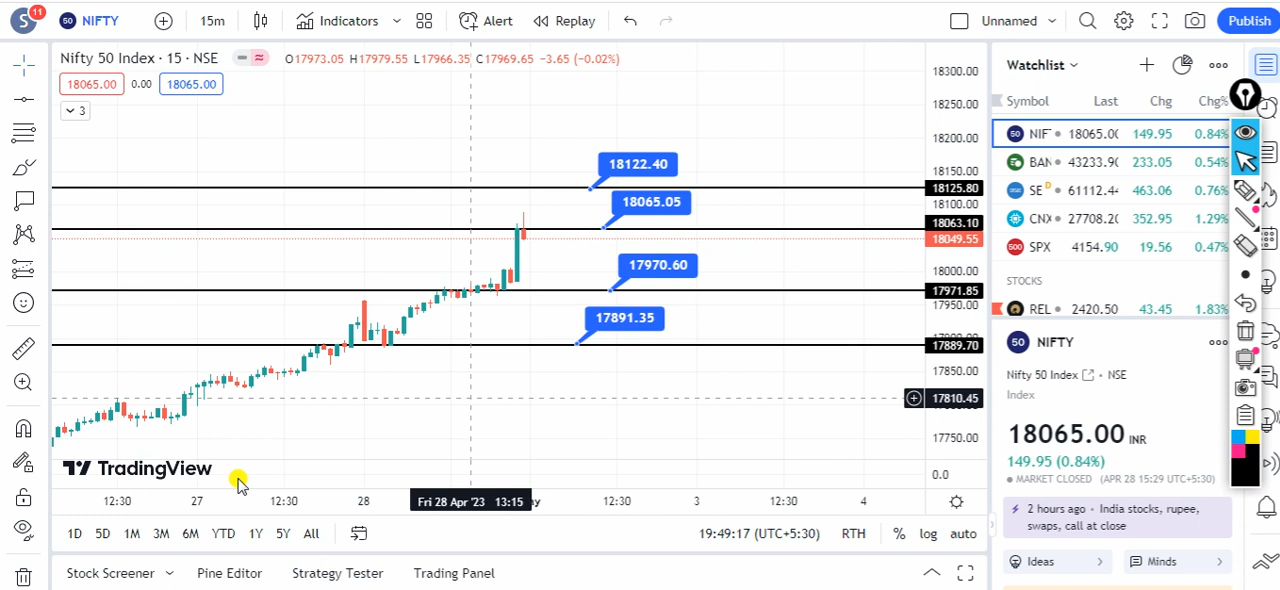 S 11 50 NIFTY 15m Indicators Alert Replay Unnamed Publish
Nifty 50 Index · 15 · NSE O17973.05 H17979.55 L17966.35 C17969.65 -3.65 (-0.02%)
18065.00 0.00 18065.00
3
18122.40
18065.05
17970.60
17891.35
18300.00
18250.00
18200.00
18150.00
18125.80
18100.00
18063.10
18049.55
18000.00
17971.85
17950.00
17889.70
17850.00
17810.45
17750.00
0.0
TradingView
12:30 27 12:30 28 Fri 28 Apr '23 13:15 12:30 3 12:30 4
1D 5D 1M 3M 6M YTD 1Y 5Y All 19:49:17 (UTC+5:30) RTH % log auto
Stock Screener Pine Editor Strategy Tester Trading Panel
Watchlist
Symbol Last Chg Chg%
50 NIF 18065.0 149.95 0.84%
BAN 43233.9 233.05 0.54%
SE D 61112.4 463.06 0.76%
CNX 27708.2 352.95 1.29%
500 SPX 4154.90 19.56 0.47%
STOCKS
REL 2420.50 43.45 1.83%
50 NIFTY
Nifty 50 Index · NSE
Index
18065.00 INR
149.95 (0.84%)
MARKET CLOSED (APR 28 15:29 UTC+5:30)
2 hours ago · India stocks, rupee,
swaps, call at close
Ideas Minds